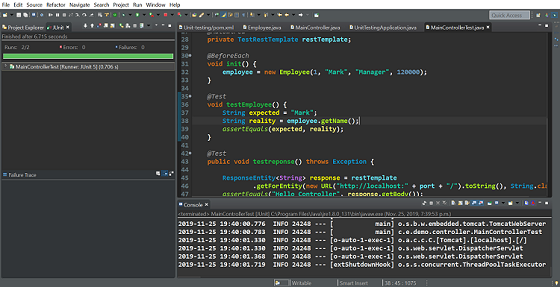 File Edit Source Refactor Navigate Search Project Run Window Help
Quick Access
Project Explorer JUnit
Finished after 6.715 seconds
Runs: 2/2 Errors: 0 Failures: 0
MainControllerTest [Runner: JUnit 5] (0.706 s)
Failure Trace
Unit-testing/pom.xml Employee.java MainController.java UnitTestingApplication.java MainControllerTest.java
28 private TestRestTemplate restTemplate;
29
30 @BeforeEach
31 void init() {
32 employee = new Employee(1, "Mark", "Manager", 120000);
33 }
34
35 @Test
36 void testEmployee() {
37 String expected = "Mark";
38 String reality = employee.getName();
39 assertEquals(expected, reality);
40 }
41
42 @Test
43 public void testreponse() throws Exception {
44
45 ResponseEntity<String> response = restTemplate
46 .getForEntity(new URL("http://localhost:" + port + "/").toString(), String.cl
47 assertEquals("Hello Controller", response.getBody());
Console
<terminated> MainControllerTest [JUnit] C:\Program Files\Java\jre1.8.0_131\bin\javaw.exe (Nov. 25, 2019, 7:39:53 p.m.)
2019-11-25 19:40:00.776 INFO 24248 --- [ main] o.s.b.w.embedded.tomcat.TomcatWebServer
2019-11-25 19:40:00.780 INFO 24248 --- [ main] c.e.demo.controller.MainControllerTest
2019-11-25 19:40:01.330 INFO 24248 --- [o-auto-1-exec-1] o.a.c.c.C.[Tomcat].[localhost].[/]
2019-11-25 19:40:01.330 INFO 24248 --- [o-auto-1-exec-1] o.s.web.servlet.DispatcherServlet
2019-11-25 19:40:01.368 INFO 24248 --- [o-auto-1-exec-1] o.s.web.servlet.DispatcherServlet
2019-11-25 19:40:01.719 INFO 24248 --- [extShutdownHook] o.s.s.concurrent.ThreadPoolTaskExecutor
Writable Smart Insert 38 : 45 : 1075